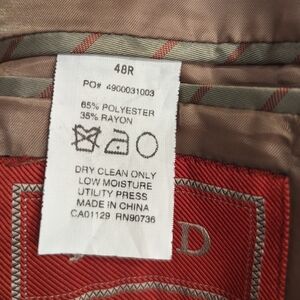 48R
PO# 4900031003
65% POLYESTER
35% RAYON
DRY CLEAN ONLY
LOW MOISTURE
UTILITY PRESS
MADE IN CHINA
CA01129 RN90736
D